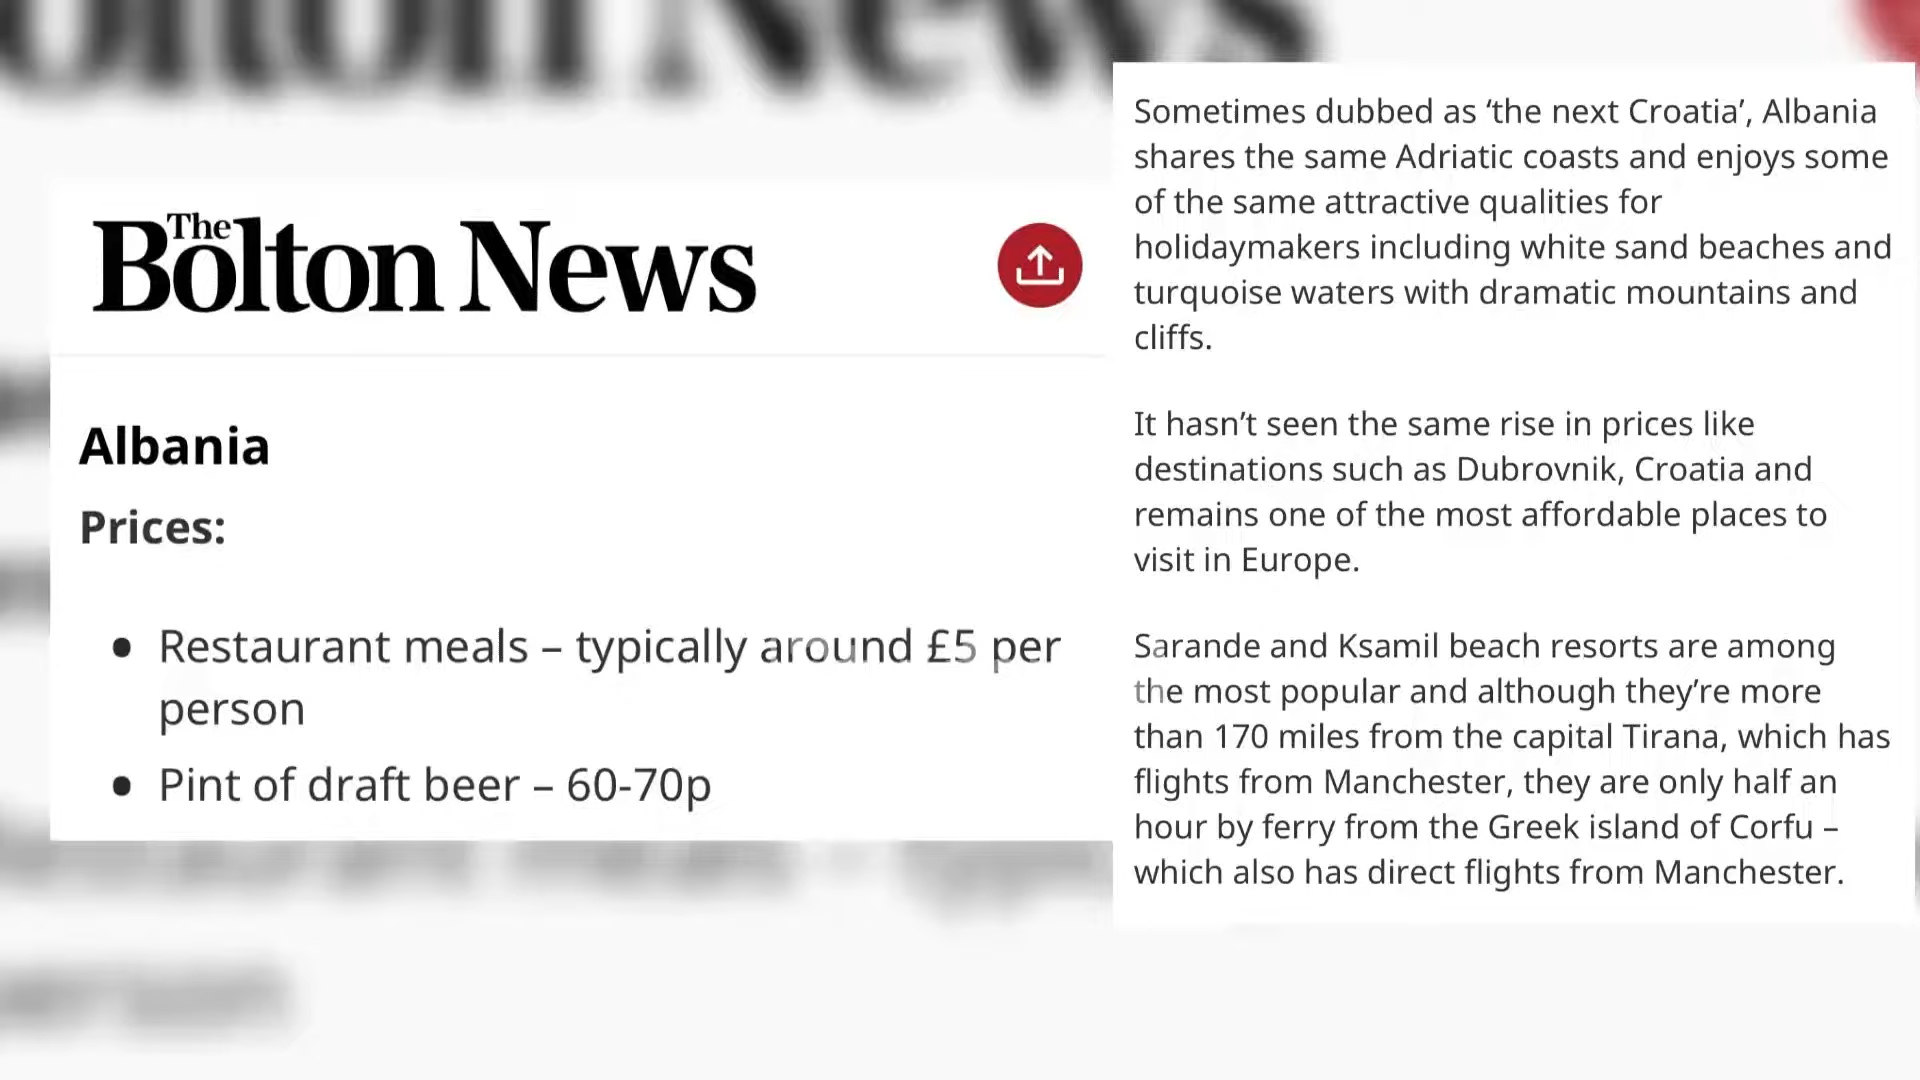 The
Bolton News
Albania
Prices:
• Restaurant meals – typically around £5 per
person
• Pint of draft beer – 60-70p
Sometimes dubbed as ‘the next Croatia’, Albania
shares the same Adriatic coasts and enjoys some
of the same attractive qualities for
holidaymakers including white sand beaches and
turquoise waters with dramatic mountains and
cliffs.
It hasn’t seen the same rise in prices like
destinations such as Dubrovnik, Croatia and
remains one of the most affordable places to
visit in Europe.
Sarande and Ksamil beach resorts are among
the most popular and although they’re more
than 170 miles from the capital Tirana, which has
flights from Manchester, they are only half an
hour by ferry from the Greek island of Corfu –
which also has direct flights from Manchester.